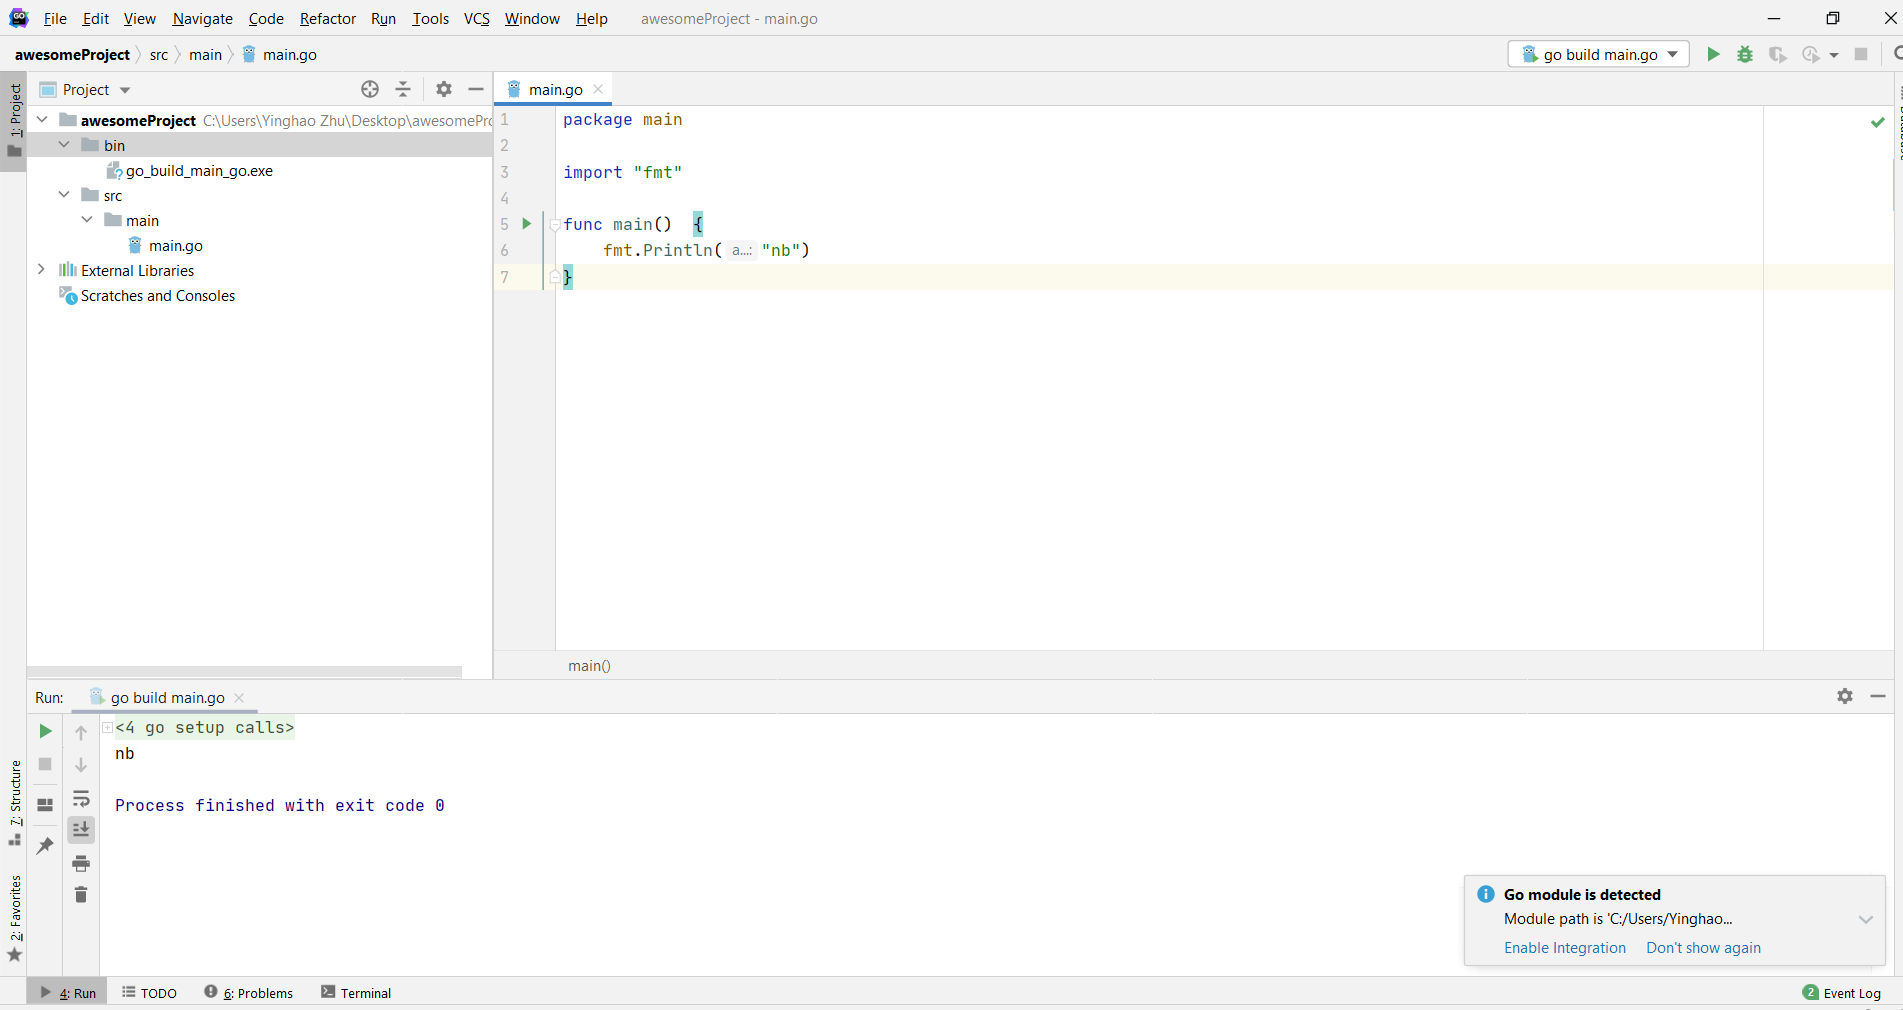 File Edit View Navigate Code Refactor Run Tools VCS Window Help awesomeProject - main.go
awesomeProject src main main.go go build main.go
1: Project
Project
awesomeProject C:\Users\Yinghao Zhu\Desktop\awesomePro
bin
go_build_main_go.exe
src
main
main.go
External Libraries
Scratches and Consoles
main.go
1 package main
2
3 import "fmt"
4
5 func main() {
6 fmt.Println( a...: "nb")
7 }
main()
Database
Run: go build main.go
<4 go setup calls>
nb
Process finished with exit code 0
7: Structure
2: Favorites
Go module is detected
Module path is 'C:/Users/Yinghao...
Enable Integration Don't show again
4: Run TODO 6: Problems Terminal 2 Event Log